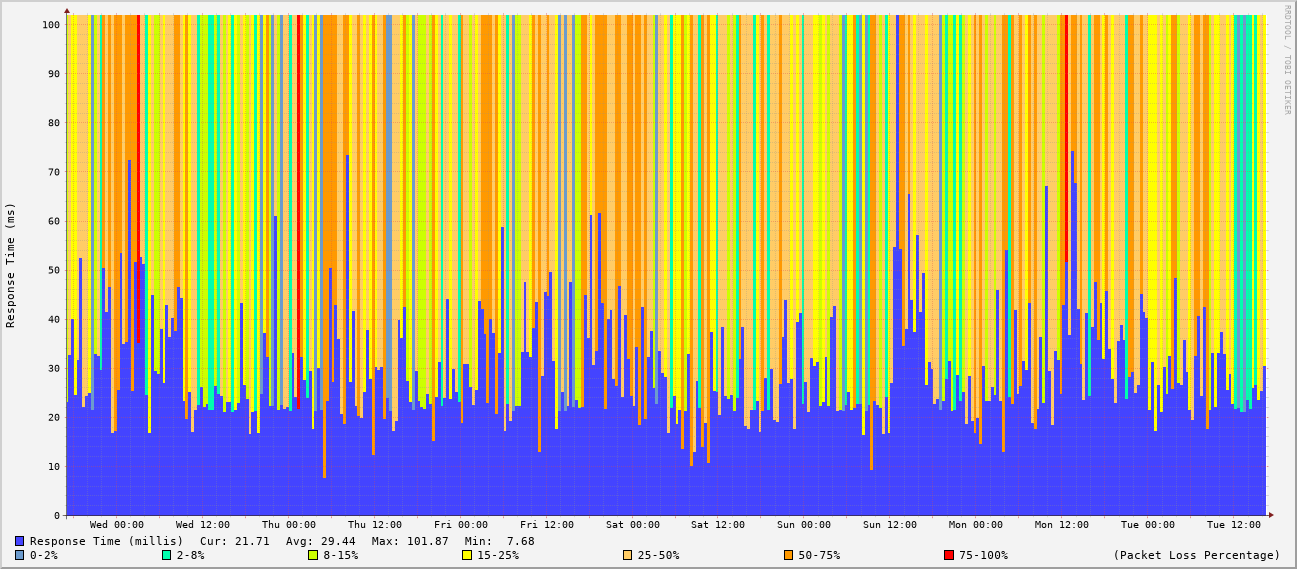 RRDTOOL / TOBI OETIKER
Response Time (ms)
100
90
80
70
60
50
40
30
20
10
0
Wed 00:00 Wed 12:00 Thu 00:00 Thu 12:00 Fri 00:00 Fri 12:00 Sat 00:00 Sat 12:00 Sun 00:00 Sun 12:00 Mon 00:00 Mon 12:00 Tue 00:00 Tue 12:00
Response Time (millis) Cur: 21.71 Avg: 29.44 Max: 101.87 Min: 7.68
0-2% 2-8% 8-15% 15-25% 25-50% 50-75% 75-100% (Packet Loss Percentage)